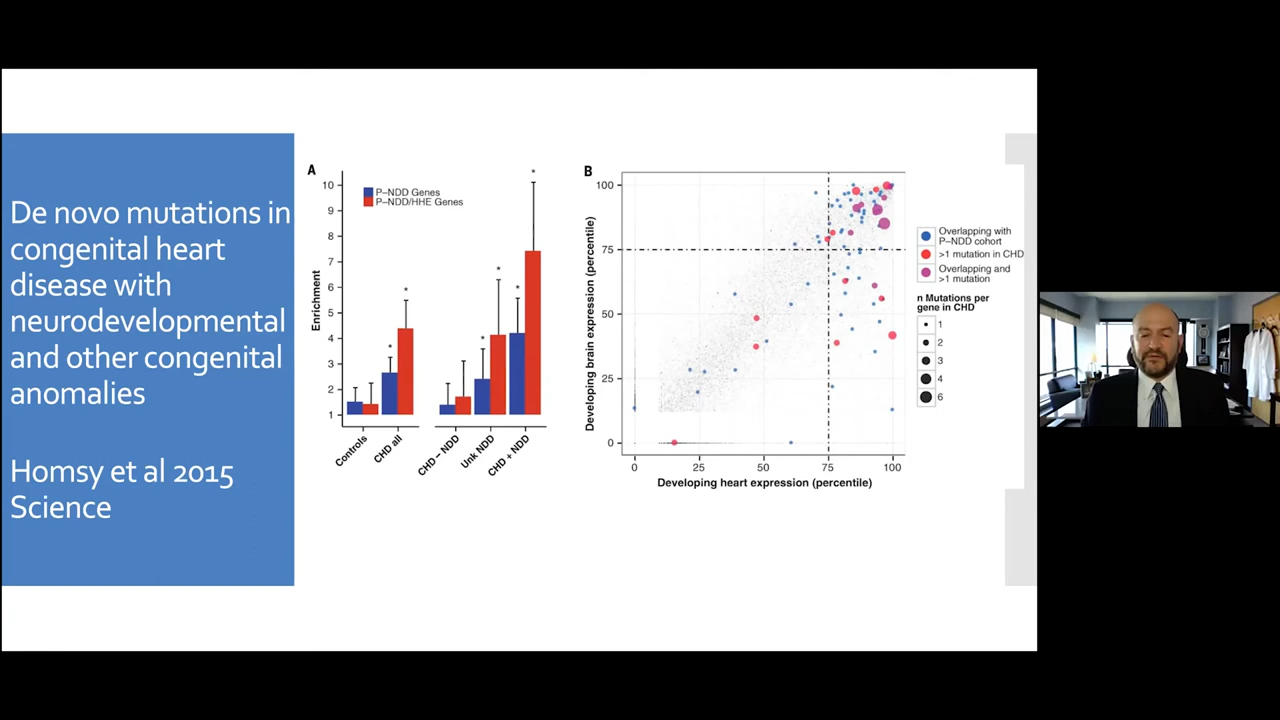 De novo mutations in
congenital heart
disease with
neurodevelopmental
and other congenital
anomalies
Homsy et al 2015
Science
A
P–NDD Genes
P–NDD/HHE Genes
Enrichment
10
9
8
7
6
5
4
3
2
1
Controls
CHD all
CHD – NDD
Unk NDD
CHD + NDD
*
*
*
*
*
*
B
Developing brain expression (percentile)
100
75
50
25
0
0
25
50
75
100
Developing heart expression (percentile)
Overlapping with
P–NDD cohort
>1 mutation in CHD
Overlapping and
>1 mutation
n Mutations per
gene in CHD
1
2
3
4
6